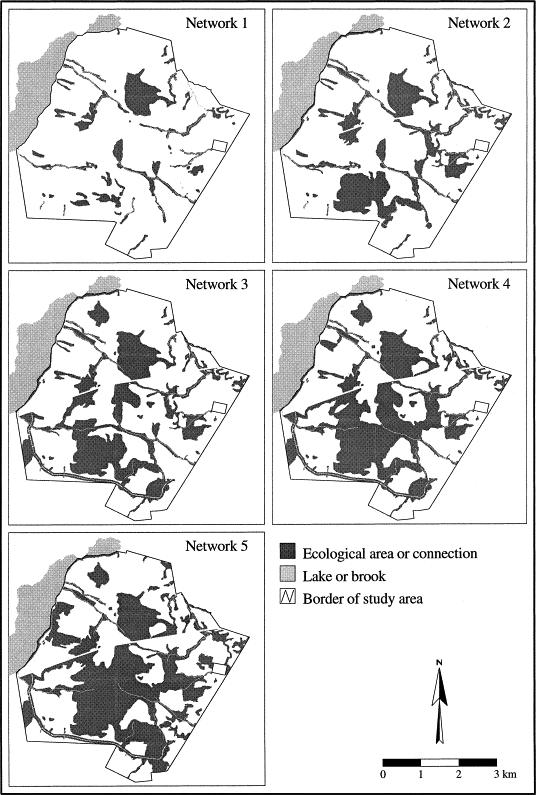 Network 1
Network 2
Network 3
Network 4
Network 5
Ecological area or connection
Lake or brook
Border of study area
N
0 1 2 3 km